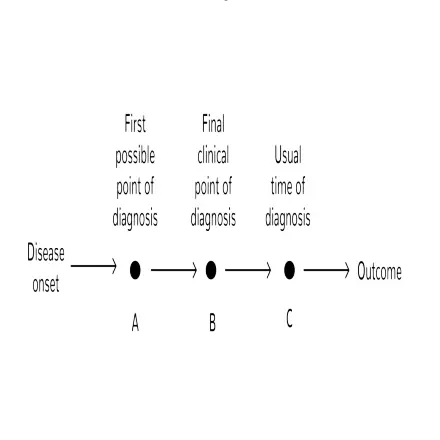 First
possible
point of
diagnosis
Final
clinical
point of
diagnosis
Usual
time of
diagnosis
Disease
onset
Outcome
A
B
C